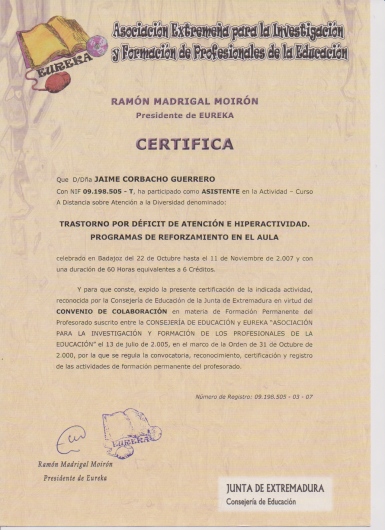 EUREKA
Asociación Extremeña para la Investigación
y Formación de Profesionales de la Educación
RAMÓN MADRIGAL MOIRÓN
Presidente de EUREKA
CERTIFICA
Que D/Dña JAIME CORBACHO GUERRERO
Con NIF 09.198.505 - T, ha participado como ASISTENTE en la Actividad – Curso
A Distancia sobre Atención a la Diversidad denominado:
TRASTORNO POR DÉFICIT DE ATENCIÓN E HIPERACTIVIDAD.
PROGRAMAS DE REFORZAMIENTO EN EL AULA
celebrado en Badajoz del 22 de Octubre hasta el 11 de Noviembre de 2.007 y con
una duración de 60 Horas equivalentes a 6 Créditos.
Y para que conste, expido la presente certificación de la indicada actividad,
reconocida por la Consejería de Educación de la Junta de Extremadura en virtud del
CONVENIO DE COLABORACIÓN en materia de Formación Permanente del
Profesorado suscrito entre la CONSEJERÍA DE EDUCACIÓN y EUREKA "ASOCIACIÓN
PARA LA INVESTIGACIÓN Y FORMACIÓN DE LOS PROFESIONALES DE LA
EDUCACIÓN" el 13 de julio de 2.005, en el marco de la Orden de 31 de Octubre de
2.000, por la que se regula la convocatoria, reconocimiento, certificación y registro
de las actividades de formación permanente del profesorado.
Número de Registro: 09.198.505 - 03 - 07
EUREKA
Ramón Madrigal Moirón
Presidente de Eureka
JUNTA DE EXTREMADURA
Consejería de Educación